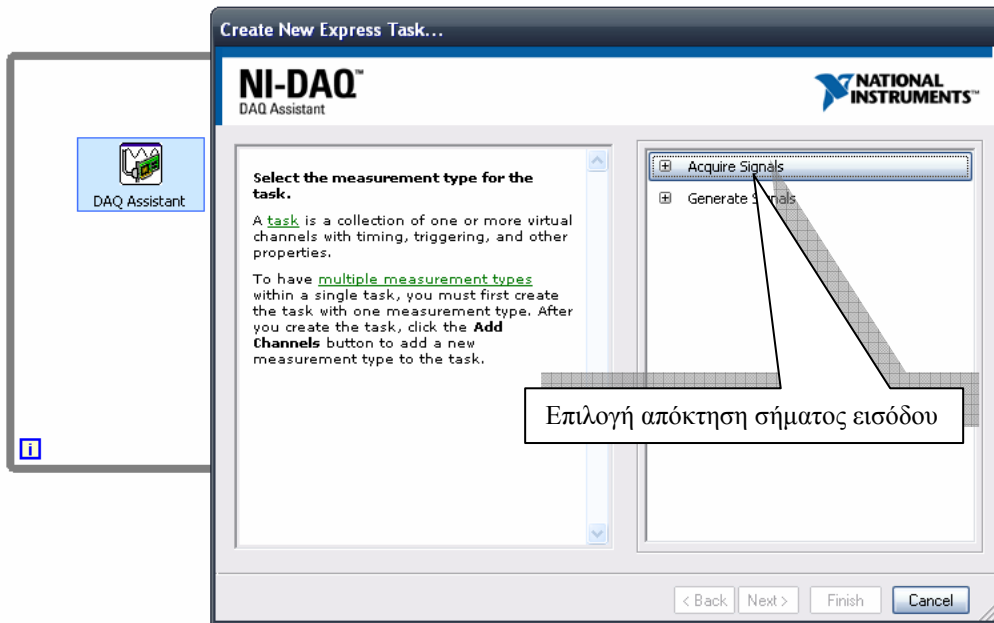 Create New Express Task...
NI-DAQ™
DAQ Assistant
NATIONAL
INSTRUMENTS™
DAQ Assistant
Select the measurement type for the
task.
A task is a collection of one or more virtual
channels with timing, triggering, and other
properties.
To have multiple measurement types
within a single task, you must first create
the task with one measurement type. After
you create the task, click the Add
Channels button to add a new
measurement type to the task.
Acquire Signals
Generate Signals
Επιλογή απόκτηση σήματος εισόδου
i
< Back
Next >
Finish
Cancel